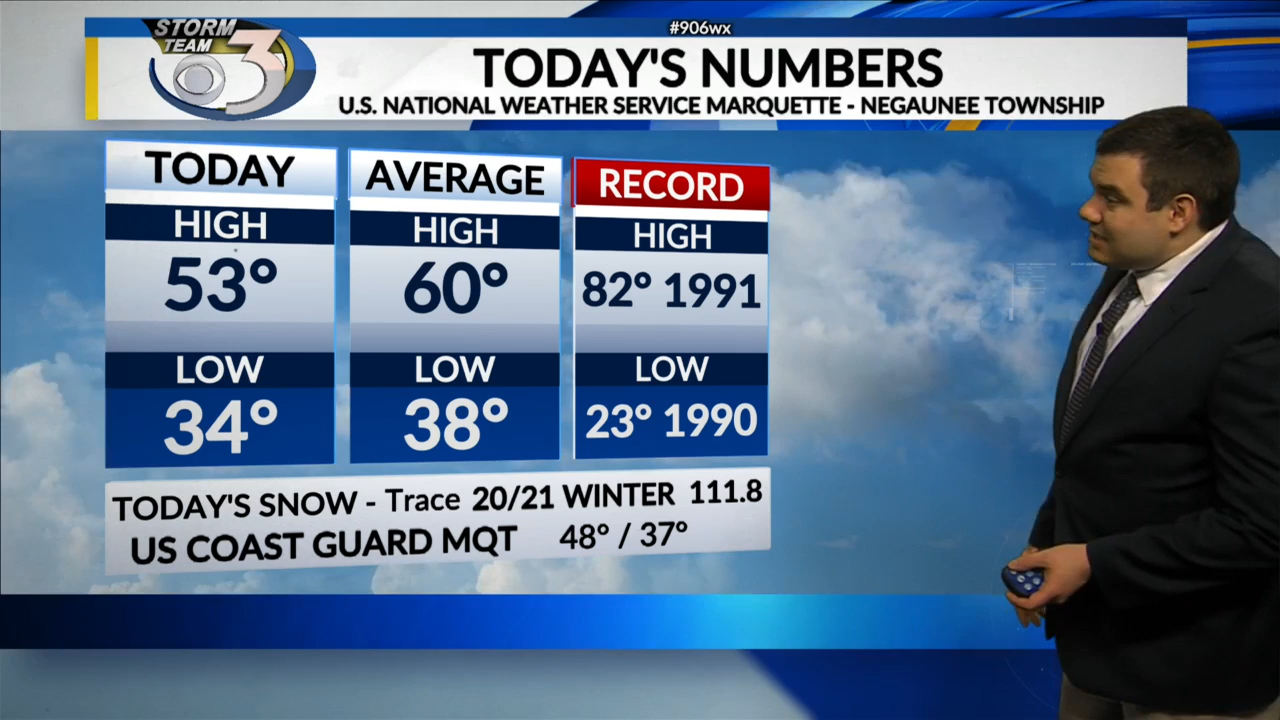 #906wx
STORM
TEAM
3
TODAY'S NUMBERS
U.S. NATIONAL WEATHER SERVICE MARQUETTE - NEGAUNEE TOWNSHIP
TODAY AVERAGE RECORD
HIGH HIGH HIGH
53° 60° 82° 1991
LOW LOW LOW
34° 38° 23° 1990
TODAY'S SNOW - Trace 20/21 WINTER 111.8
US COAST GUARD MQT 48° / 37°